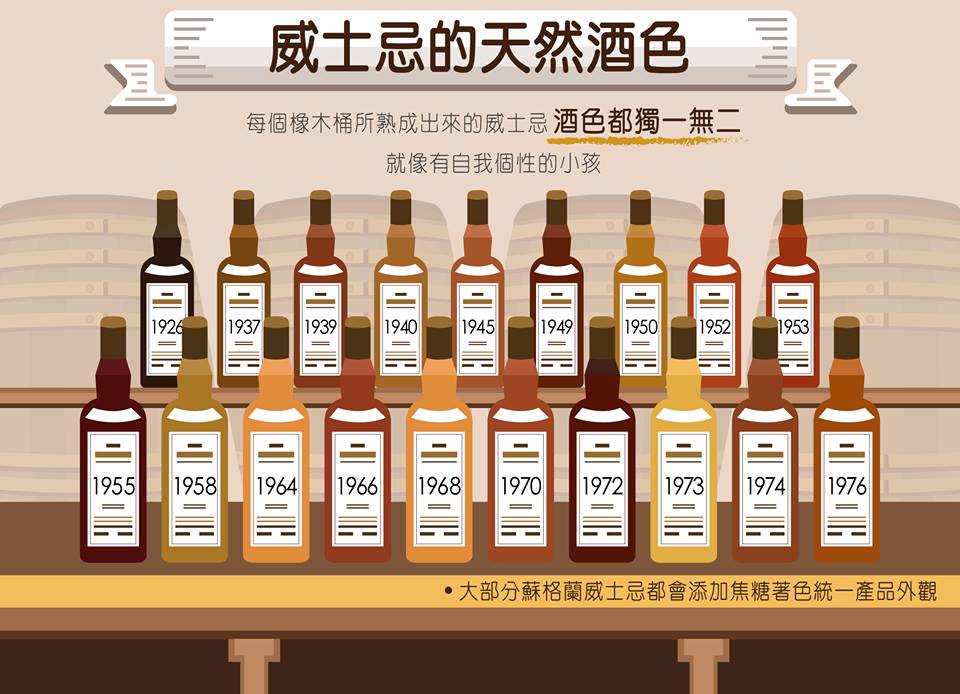 威士忌的天然酒色
每個橡木桶所熟成出來的威士忌 酒色都獨一無二
就像有自我個性的小孩
1926 1937 1939 1940 1945 1949 1950 1952 1953
1955 1958 1964 1966 1968 1970 1972 1973 1974 1976
• 大部分蘇格蘭威士忌都會添加焦糖著色統一產品外觀